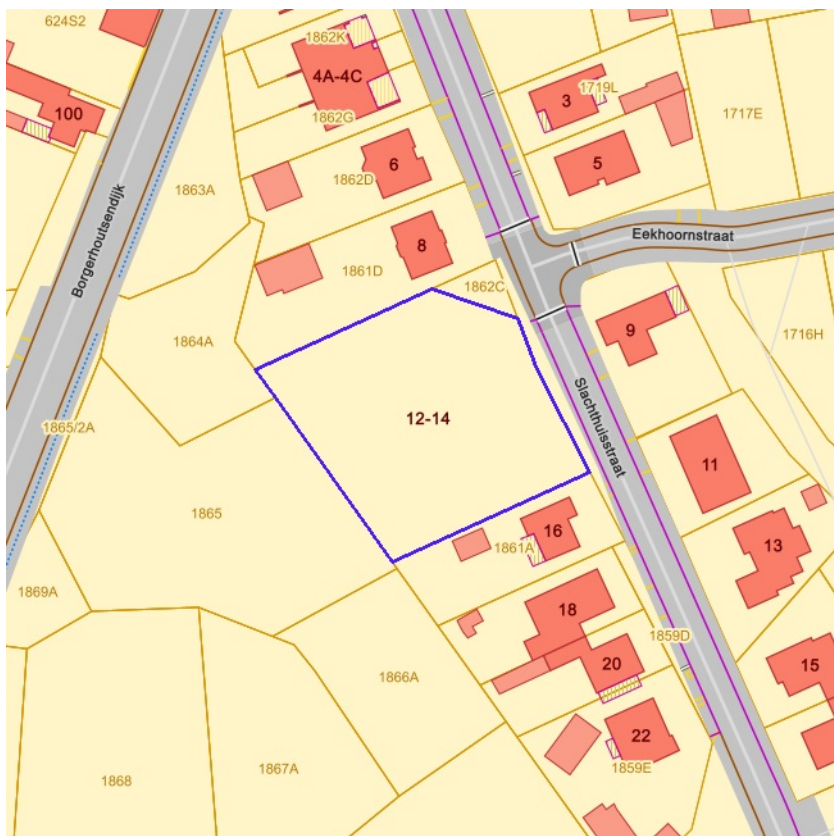 624S2
1862K
4A-4C
3
1719L
100
1862G
1717E
6
5
1863A
1862D
Borgerhoutsendijk
8
Eekhoornstraat
1861D
1862C
1864A
9
1716H
Slachthuisstraat
12-14
1865/2A
11
1865
16
1861A
13
1869A
18
1859D
20
15
1866A
22
1859E
1867A
1868